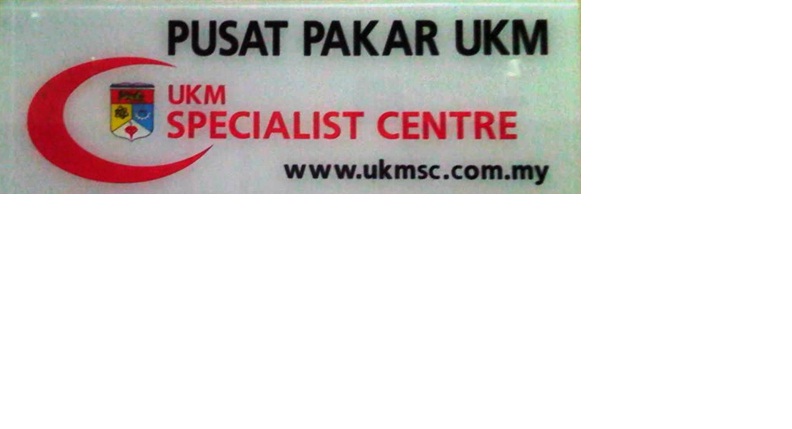 PUSAT PAKAR UKM
UKM
SPECIALIST CENTRE
www.ukmsc.com.my